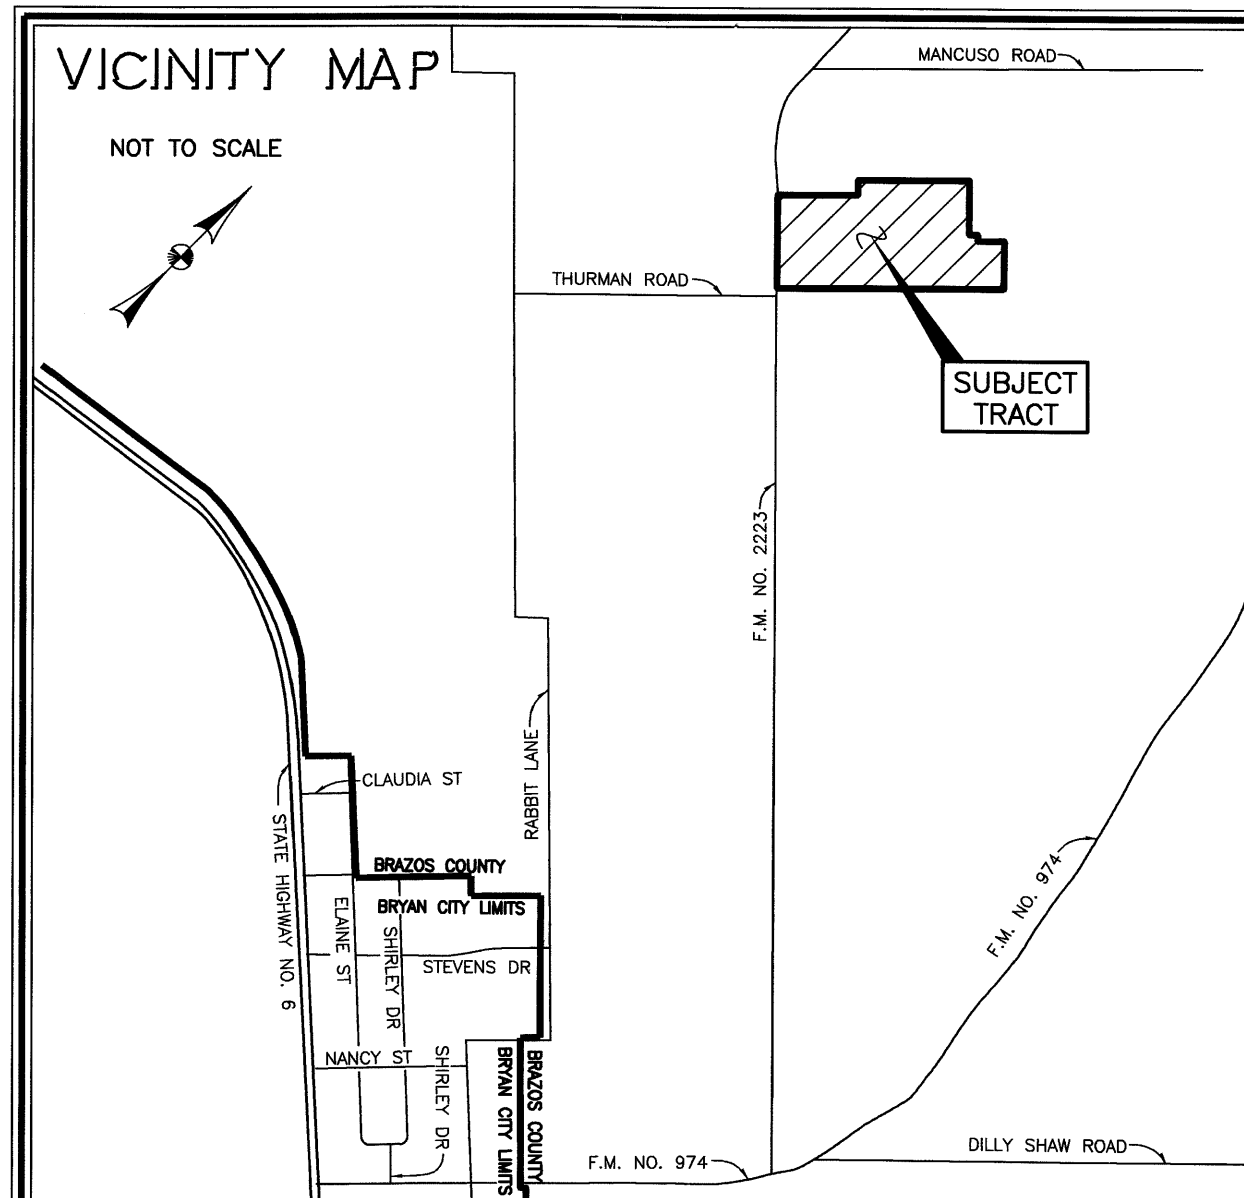 VICINITY MAP
MANCUSO ROAD
NOT TO SCALE
THURMAN ROAD
SUBJECT
TRACT
F.M. NO. 2223
RABBIT LANE
CLAUDIA ST
STATE HIGHWAY NO. 6
BRAZOS COUNTY
BRYAN CITY LIMITS
ELAINE ST
SHIRLEY DR
STEVENS DR
F.M. NO. 974
NANCY ST
SHIRLEY DR
BRYAN CITY LIMITS
BRAZOS COUNTY
F.M. NO. 974
DILLY SHAW ROAD